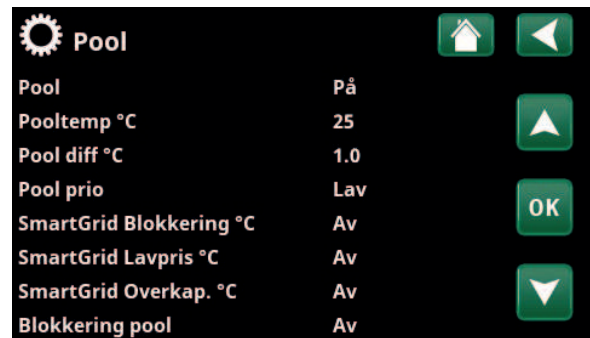 Pool
Pool På
Pooltemp °C 25
Pool diff °C 1.0
Pool prio Lav
SmartGrid Blokkering °C Av
SmartGrid Lavpris °C Av
SmartGrid Overkap. °C Av
Blokkering pool Av
OK